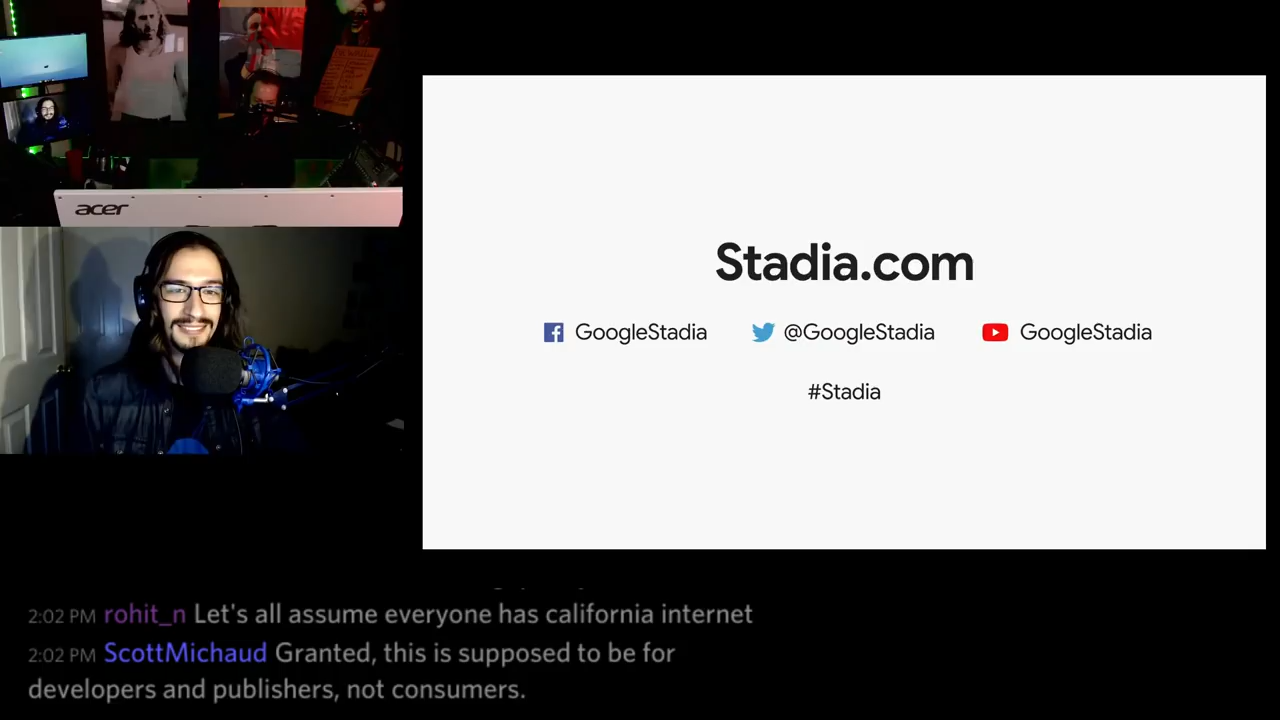 acer
Stadia.com
GoogleStadia @GoogleStadia GoogleStadia
#Stadia
2:02 PM rohit_n Let's all assume everyone has california internet
2:02 PM ScottMichaud Granted, this is supposed to be for
developers and publishers, not consumers.